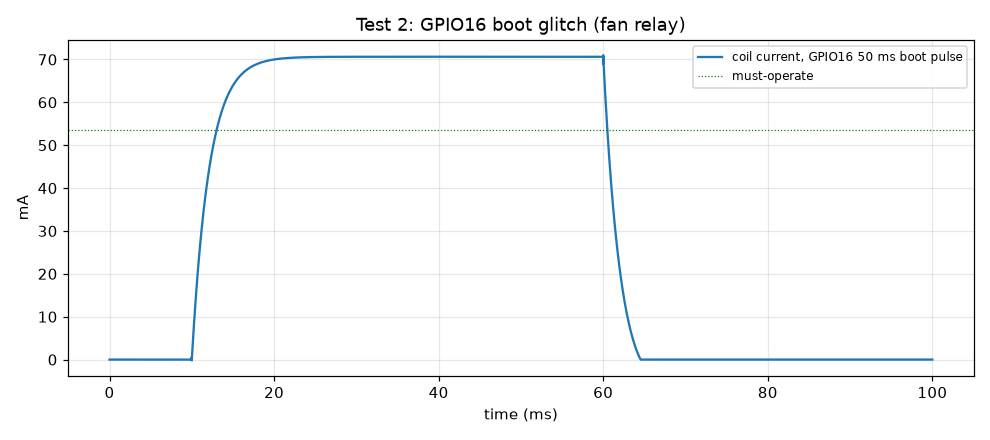 Test 2: GPIO16 boot glitch (fan relay)
coil current, GPIO16 50 ms boot pulse
must-operate
mA
70
60
50
40
30
20
10
0
0 20 40 60 80 100
time (ms)